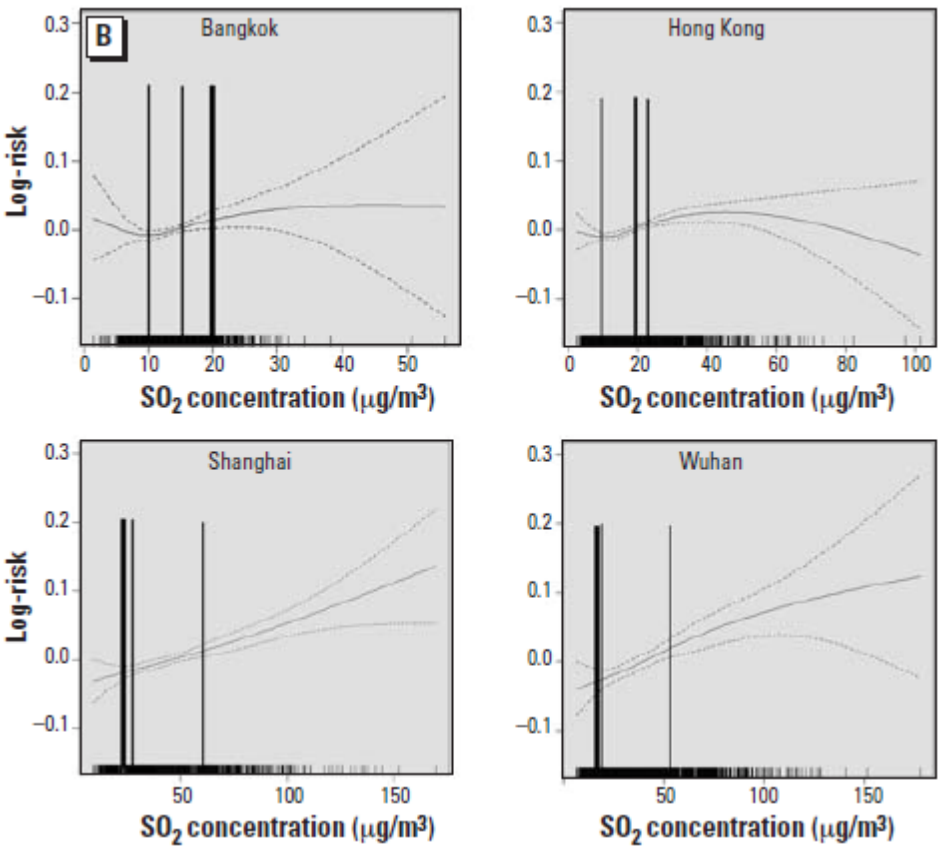 B
Bangkok
Log-risk
0.3
0.2
0.1
0.0
–0.1
0 10 20 30 40 50
SO2 concentration (μg/m3)
Hong Kong
0.3
0.2
0.1
0.0
–0.1
0 20 40 60 80 100
SO2 concentration (μg/m3)
Shanghai
Log-risk
0.3
0.2
0.1
0.0
–0.1
50 100 150
SO2 concentration (μg/m3)
Wuhan
0.3
0.2
0.1
0.0
–0.1
50 100 150
SO2 concentration (μg/m3)